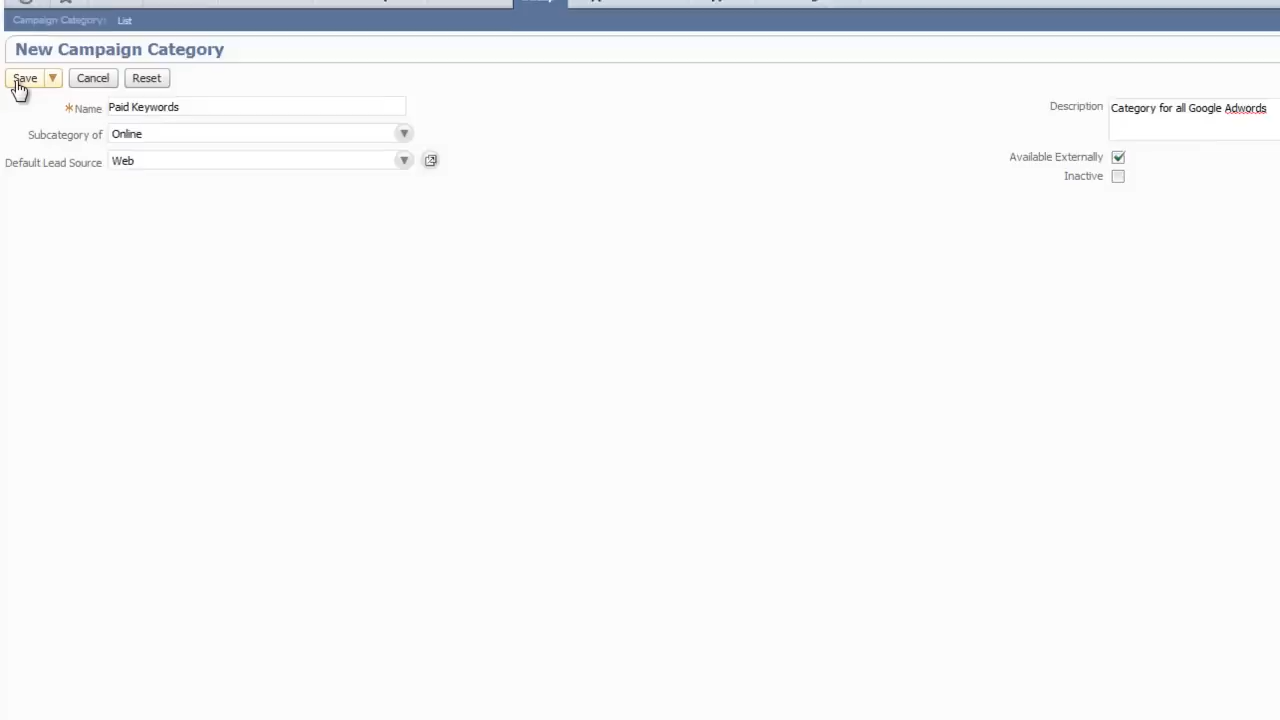 Campaign Category: List
New Campaign Category
Save Cancel Reset
Name Paid Keywords
Subcategory of Online
Default Lead Source Web
Description Category for all Google Adwords
Available Externally
Inactive